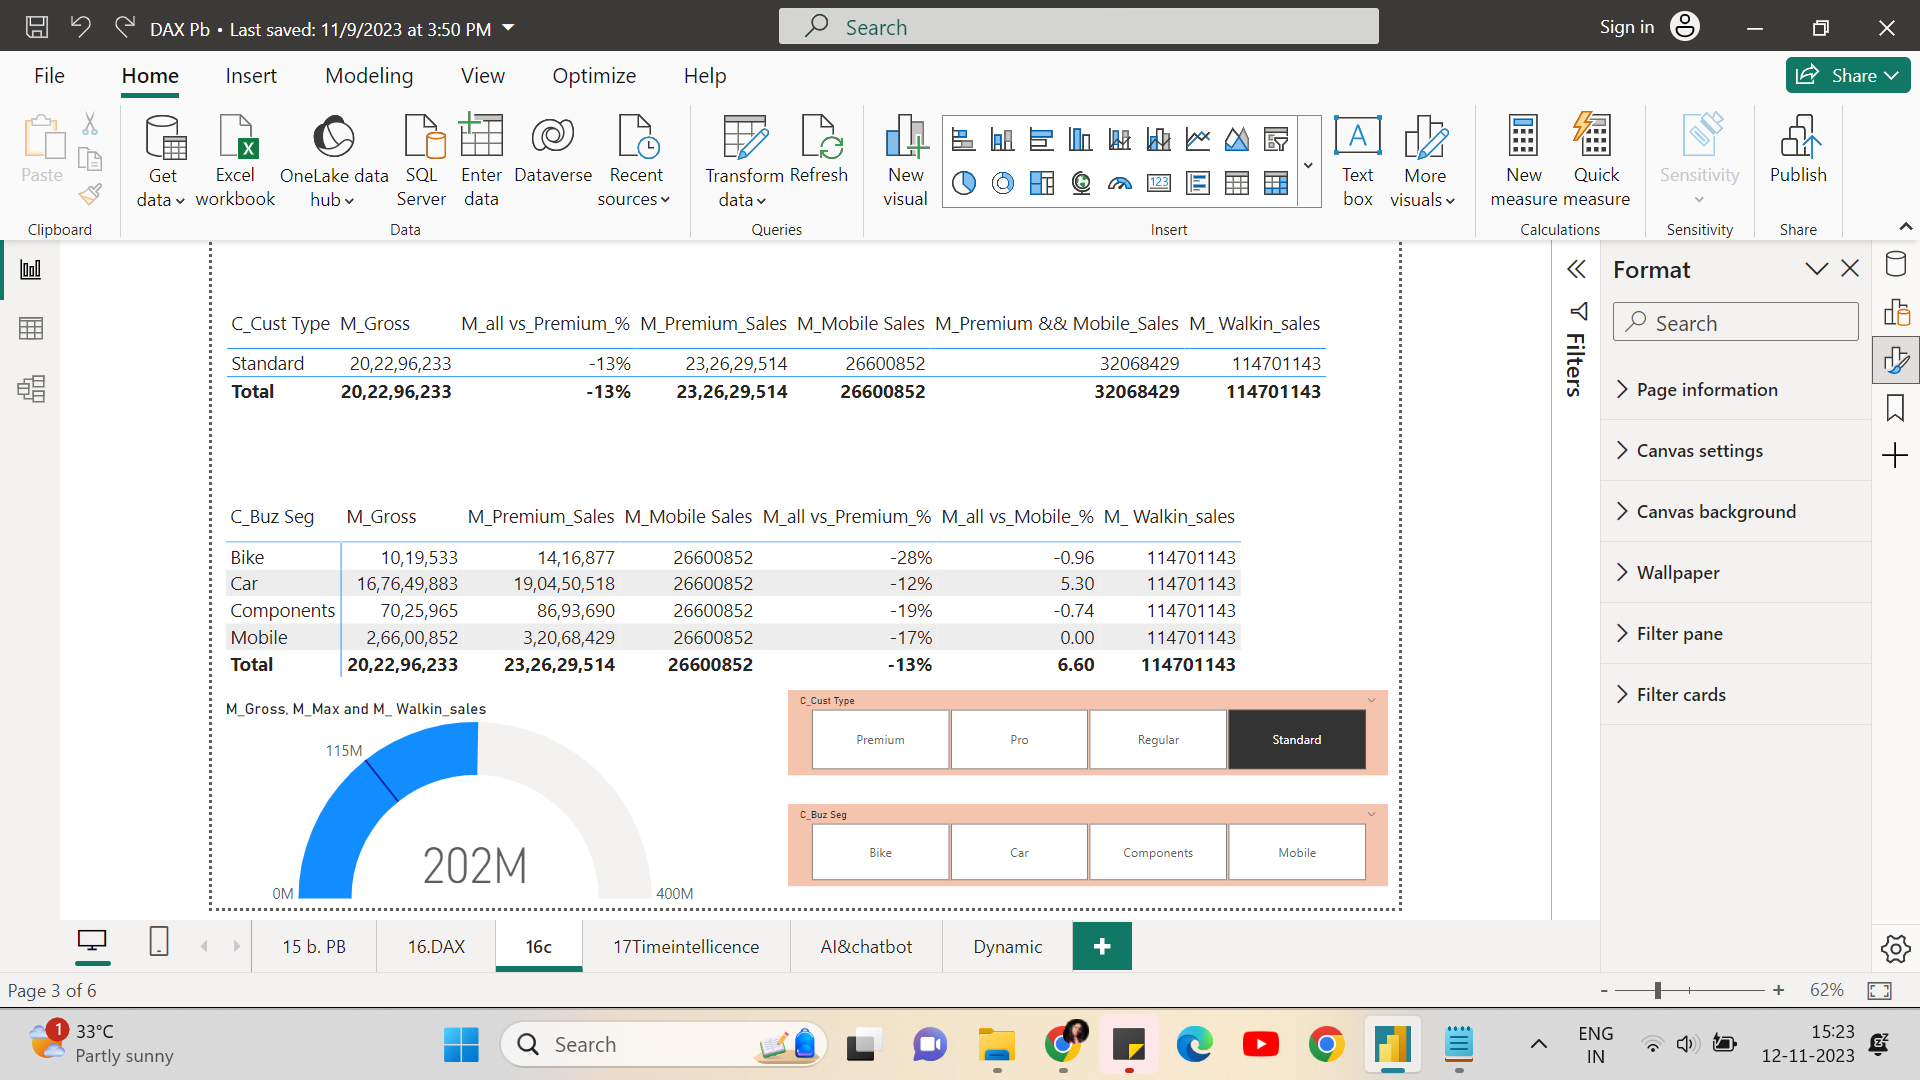 DAX Pb • Last saved: 11/9/2023 at 3:50 PM
Search
Sign in
File Home Insert Modeling View Optimize Help
Share
Paste
Get data
Excel workbook
OneLake data hub
SQL Server
Enter data
Dataverse
Recent sources
Transform data
Refresh
New visual
Text box
More visuals
New measure
Quick measure
Sensitivity
Publish
Clipboard Data Queries Insert Calculations Sensitivity Share
C_Cust Type M_Gross M_all vs_Premium_% M_Premium_Sales M_Mobile Sales M_Premium && Mobile_Sales M_ Walkin_sales
Standard 20,22,96,233 -13% 23,26,29,514 26600852 32068429 114701143
Total 20,22,96,233 -13% 23,26,29,514 26600852 32068429 114701143
C_Buz Seg M_Gross M_Premium_Sales M_Mobile Sales M_all vs_Premium_% M_all vs_Mobile_% M_ Walkin_sales
Bike 10,19,533 14,16,877 26600852 -28% -0.96 114701143
Car 16,76,49,883 19,04,50,518 26600852 -12% 5.30 114701143
Components 70,25,965 86,93,690 26600852 -19% -0.74 114701143
Mobile 2,66,00,852 3,20,68,429 26600852 -17% 0.00 114701143
Total 20,22,96,233 23,26,29,514 26600852 -13% 6.60 114701143
M_Gross, M_Max and M_ Walkin_sales
115M
202M
0M 400M
C_Cust Type
Premium Pro Regular Standard
C_Buz Seg
Bike Car Components Mobile
Filters
Format
Search
Page information
Canvas settings
Canvas background
Wallpaper
Filter pane
Filter cards
15 b. PB 16.DAX 16c 17Timeintellicence AI&chatbot Dynamic +
Page 3 of 6
- + 62%
1
33°C
Partly sunny
Search
ENG
IN
15:23
12-11-2023